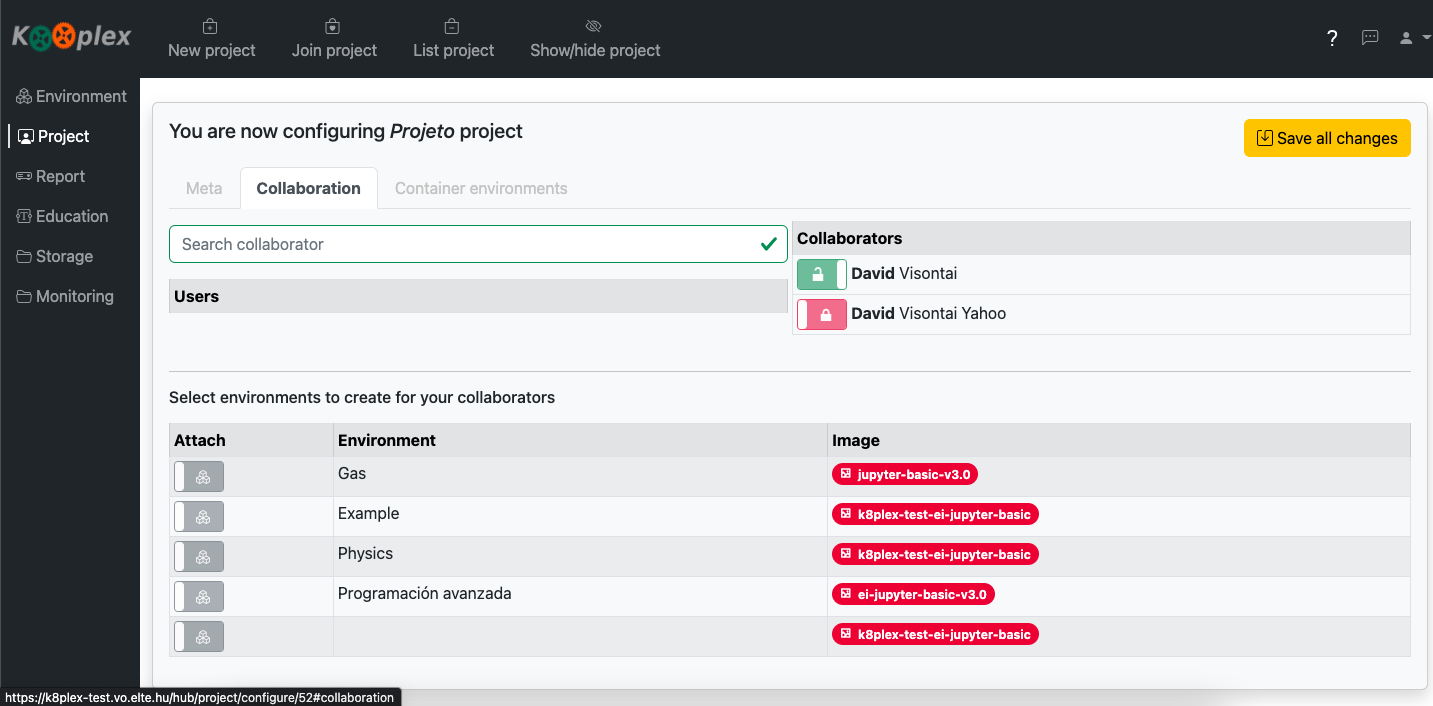 Kooplex
New project
Join project
List project
Show/hide project
?
Environment
Project
Report
Education
Storage
Monitoring
You are now configuring Projeto project
Save all changes
Meta
Collaboration
Container environments
Search collaborator
Users
Collaborators
David Visontai
David Visontai Yahoo
Select environments to create for your collaborators
Attach Environment Image
Gas jupyter-basic-v3.0
Example k8plex-test-ei-jupyter-basic
Physics k8plex-test-ei-jupyter-basic
Programación avanzada ei-jupyter-basic-v3.0
k8plex-test-ei-jupyter-basic
https://k8plex-test.vo.elte.hu/hub/project/configure/52#collaboration